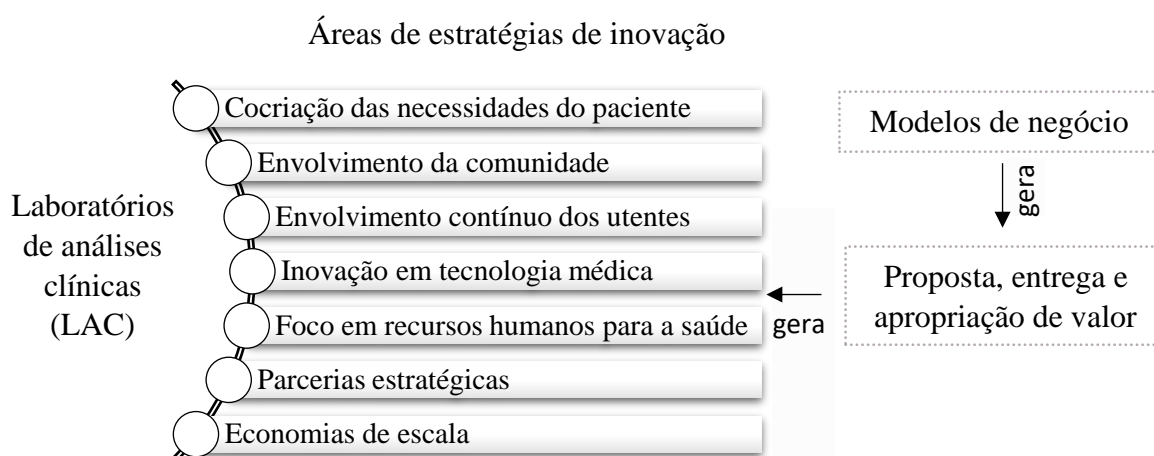 Áreas de estratégias de inovação
Laboratórios
de análises
clínicas
(LAC)
Cocriação das necessidades do paciente
Envolvimento da comunidade
Envolvimento contínuo dos utentes
Inovação em tecnologia médica
Foco em recursos humanos para a saúde
Parcerias estratégicas
Economias de escala
gera
Modelos de negócio
gera
Proposta, entrega e
apropriação de valor